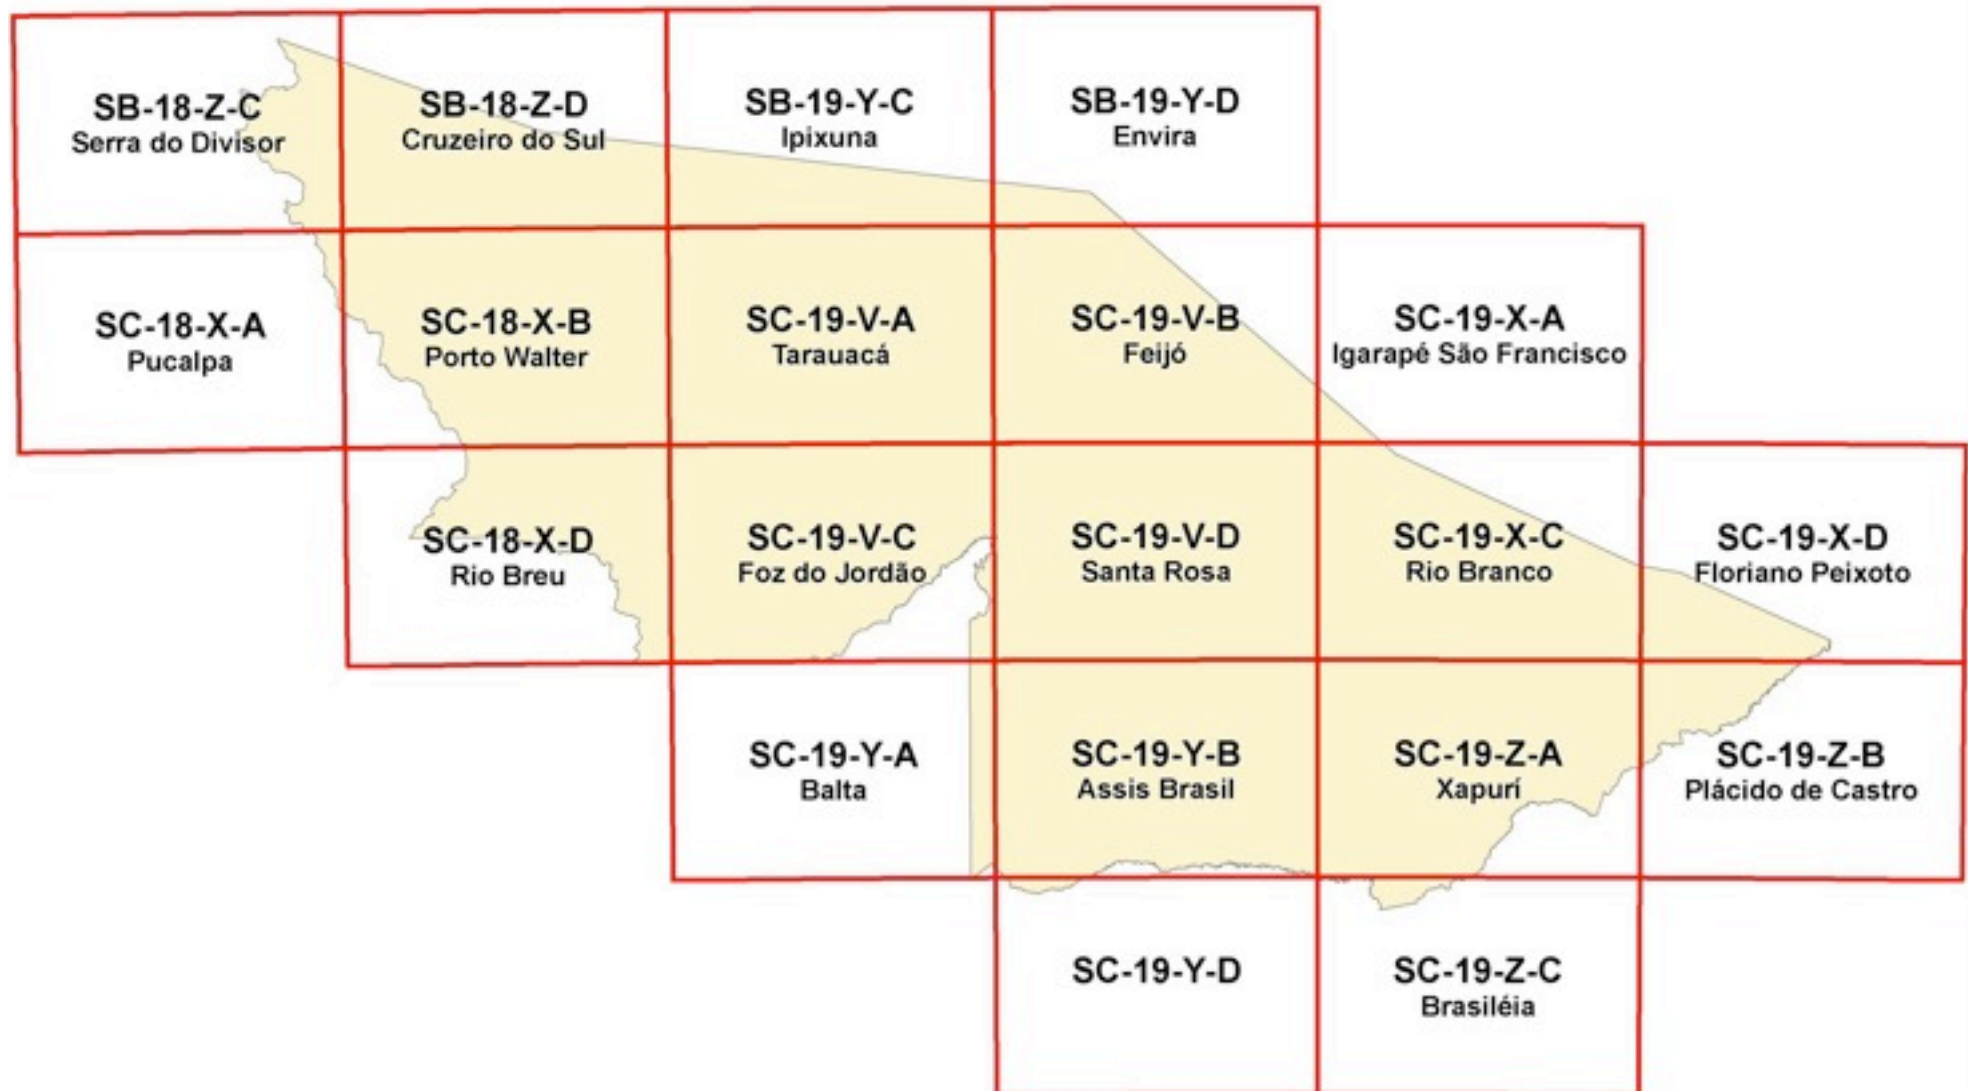 SB-18-Z-C
Serra do Divisor
SB-18-Z-D
Cruzeiro do Sul
SB-19-Y-C
Ipixuna
SB-19-Y-D
Envira
SC-18-X-A
Pucalpa
SC-18-X-B
Porto Walter
SC-19-V-A
Tarauacá
SC-19-V-B
Feijó
SC-19-X-A
Igarapé São Francisco
SC-18-X-D
Rio Breu
SC-19-V-C
Foz do Jordão
SC-19-V-D
Santa Rosa
SC-19-X-C
Rio Branco
SC-19-X-D
Floriano Peixoto
SC-19-Y-A
Balta
SC-19-Y-B
Assis Brasil
SC-19-Z-A
Xapurí
SC-19-Z-B
Plácido de Castro
SC-19-Y-D
SC-19-Z-C
Brasiléia